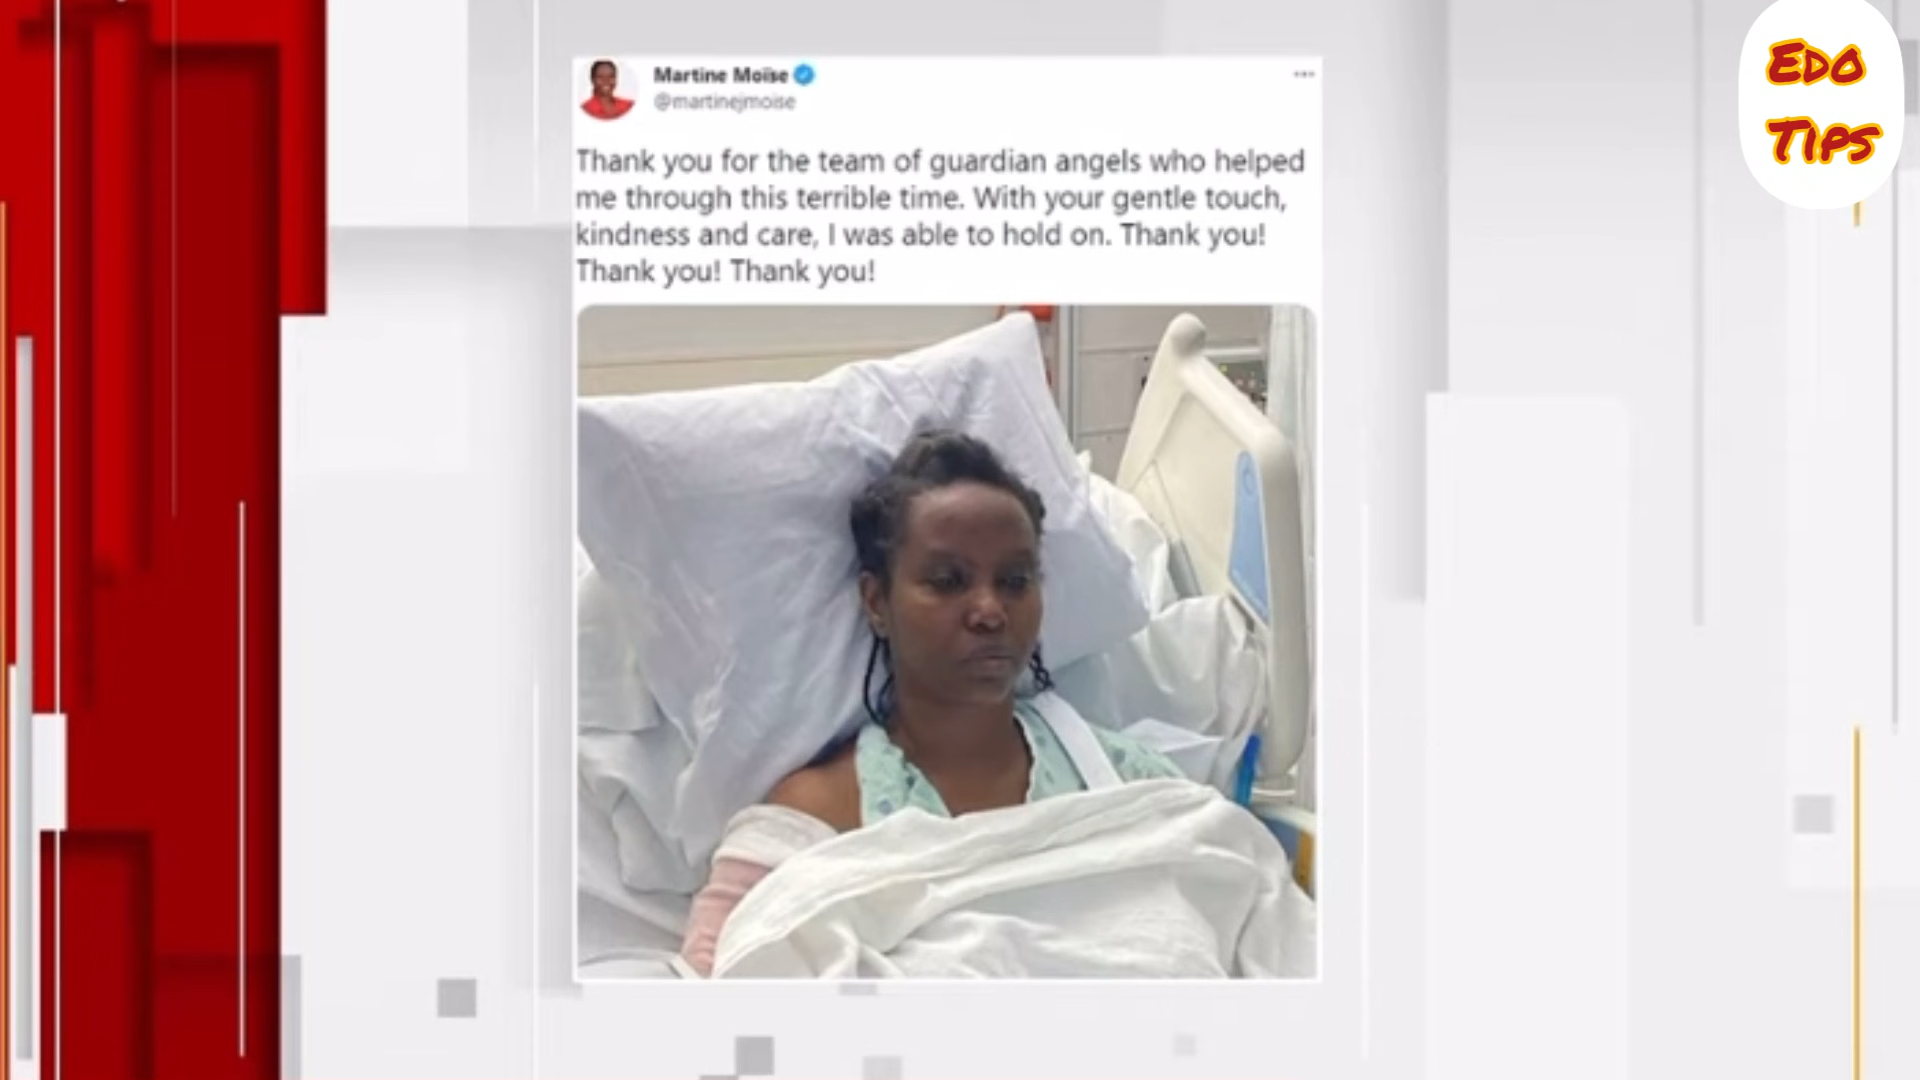 Martine Moïse
@martinejmoise
Thank you for the team of guardian angels who helped
me through this terrible time. With your gentle touch,
kindness and care, I was able to hold on. Thank you!
Thank you! Thank you!
EDO
TIPS